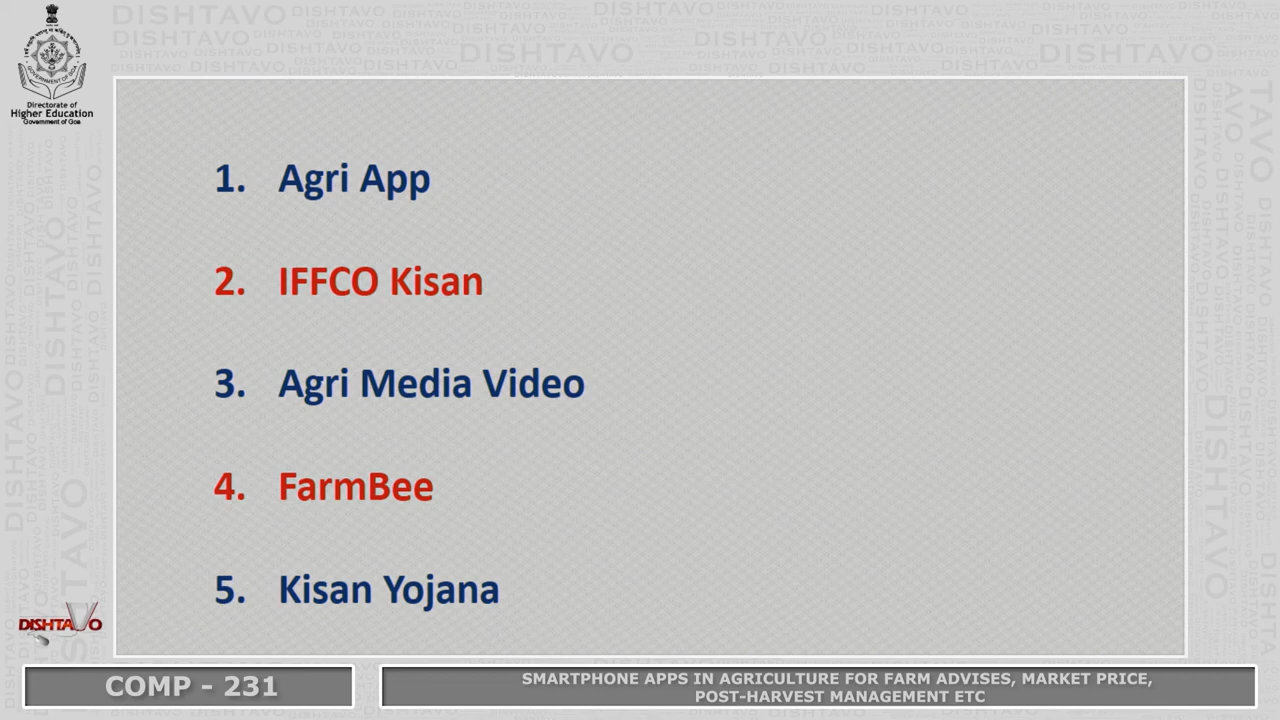 DISHTAVO
Directorate of
Higher Education
Government of Goa
1. Agri App
2. IFFCO Kisan
3. Agri Media Video
4. FarmBee
5. Kisan Yojana
DISHTAVO
COMP - 231
SMARTPHONE APPS IN AGRICULTURE FOR FARM ADVISES, MARKET PRICE,
POST-HARVEST MANAGEMENT ETC